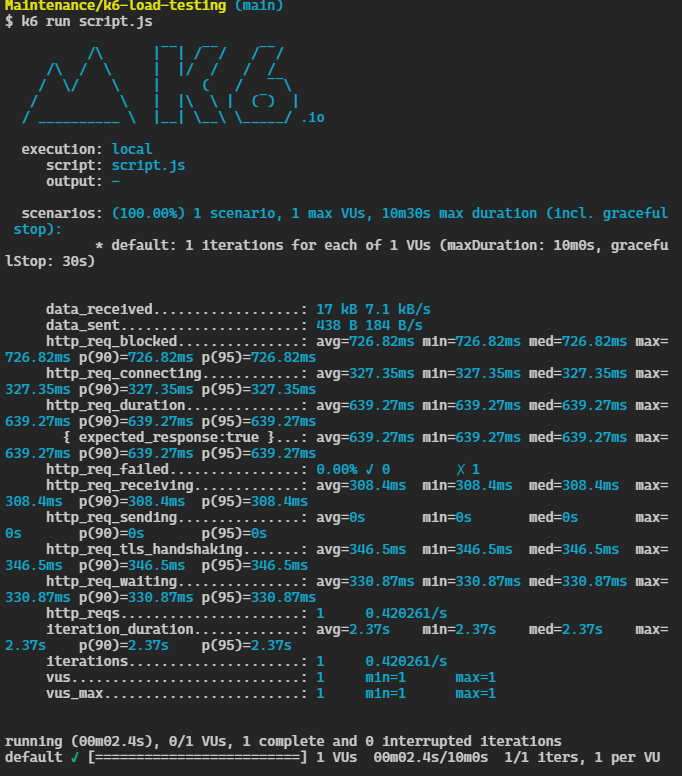 Maintenance/k6-load-testing (main)
$ k6 run script.js
          /\      |‾‾| /‾‾/   /‾‾/
     /\  /  \     |  |/  /   /  /
    /  \/    \    |     (   /   ‾‾\
   /          \   |  |\  \ |  (‾)  |
  / __________ \  |__| \__\ \_____/ .io
execution: local
script: script.js
output: -
scenarios: (100.00%) 1 scenario, 1 max VUs, 10m30s max duration (incl. graceful
stop):
* default: 1 iterations for each of 1 VUs (maxDuration: 10m0s, gracefu
lStop: 30s)
data_received..................: 17 kB 7.1 kB/s
data_sent......................: 438 B 184 B/s
http_req_blocked...............: avg=726.82ms min=726.82ms med=726.82ms max=
726.82ms p(90)=726.82ms p(95)=726.82ms
http_req_connecting............: avg=327.35ms min=327.35ms med=327.35ms max=
327.35ms p(90)=327.35ms p(95)=327.35ms
http_req_duration..............: avg=639.27ms min=639.27ms med=639.27ms max=
639.27ms p(90)=639.27ms p(95)=639.27ms
{ expected_response:true }...: avg=639.27ms min=639.27ms med=639.27ms max=
639.27ms p(90)=639.27ms p(95)=639.27ms
http_req_failed................: 0.00% ✓ 0 ✗ 1
http_req_receiving.............: avg=308.4ms min=308.4ms med=308.4ms max=
308.4ms p(90)=308.4ms p(95)=308.4ms
http_req_sending...............: avg=0s min=0s med=0s max=
0s p(90)=0s p(95)=0s
http_req_tls_handshaking.......: avg=346.5ms min=346.5ms med=346.5ms max=
346.5ms p(90)=346.5ms p(95)=346.5ms
http_req_waiting...............: avg=330.87ms min=330.87ms med=330.87ms max=
330.87ms p(90)=330.87ms p(95)=330.87ms
http_reqs......................: 1 0.420261/s
iteration_duration.............: avg=2.37s min=2.37s med=2.37s max=
2.37s p(90)=2.37s p(95)=2.37s
iterations.....................: 1 0.420261/s
vus............................: 1 min=1 max=1
vus_max........................: 1 min=1 max=1
running (00m02.4s), 0/1 VUs, 1 complete and 0 interrupted iterations
default ✓ [=========================] 1 VUs 00m02.4s/10m0s 1/1 iters, 1 per VU